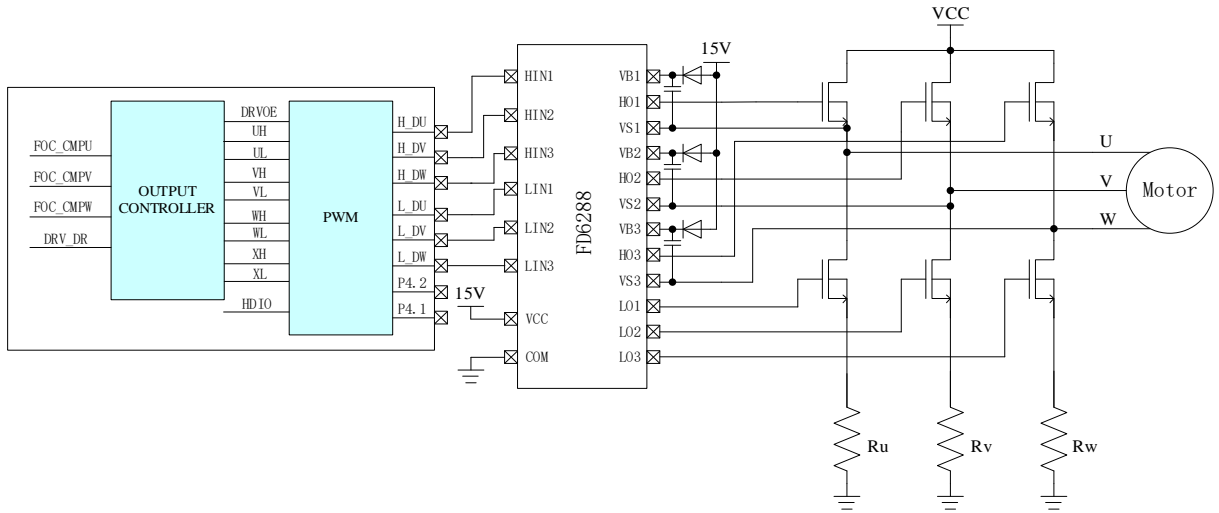 FOC_CMPU
FOC_CMPV
FOC_CMPW
DRV_DR
OUTPUT
CONTROLLER
DRVOE
UH
UL
VH
VL
WH
WL
XH
XL
HDIO
PWM
H_DU
H_DV
H_DW
L_DU
L_DV
L_DW
P4.2
P4.1
15V
HIN1
HIN2
HIN3
LIN1
LIN2
LIN3
VCC
COM
FD6288
VB1
HO1
VS1
VB2
HO2
VS2
VB3
HO3
VS3
LO1
LO2
LO3
15V
VCC
U
V
W
Motor
Ru
Rv
Rw